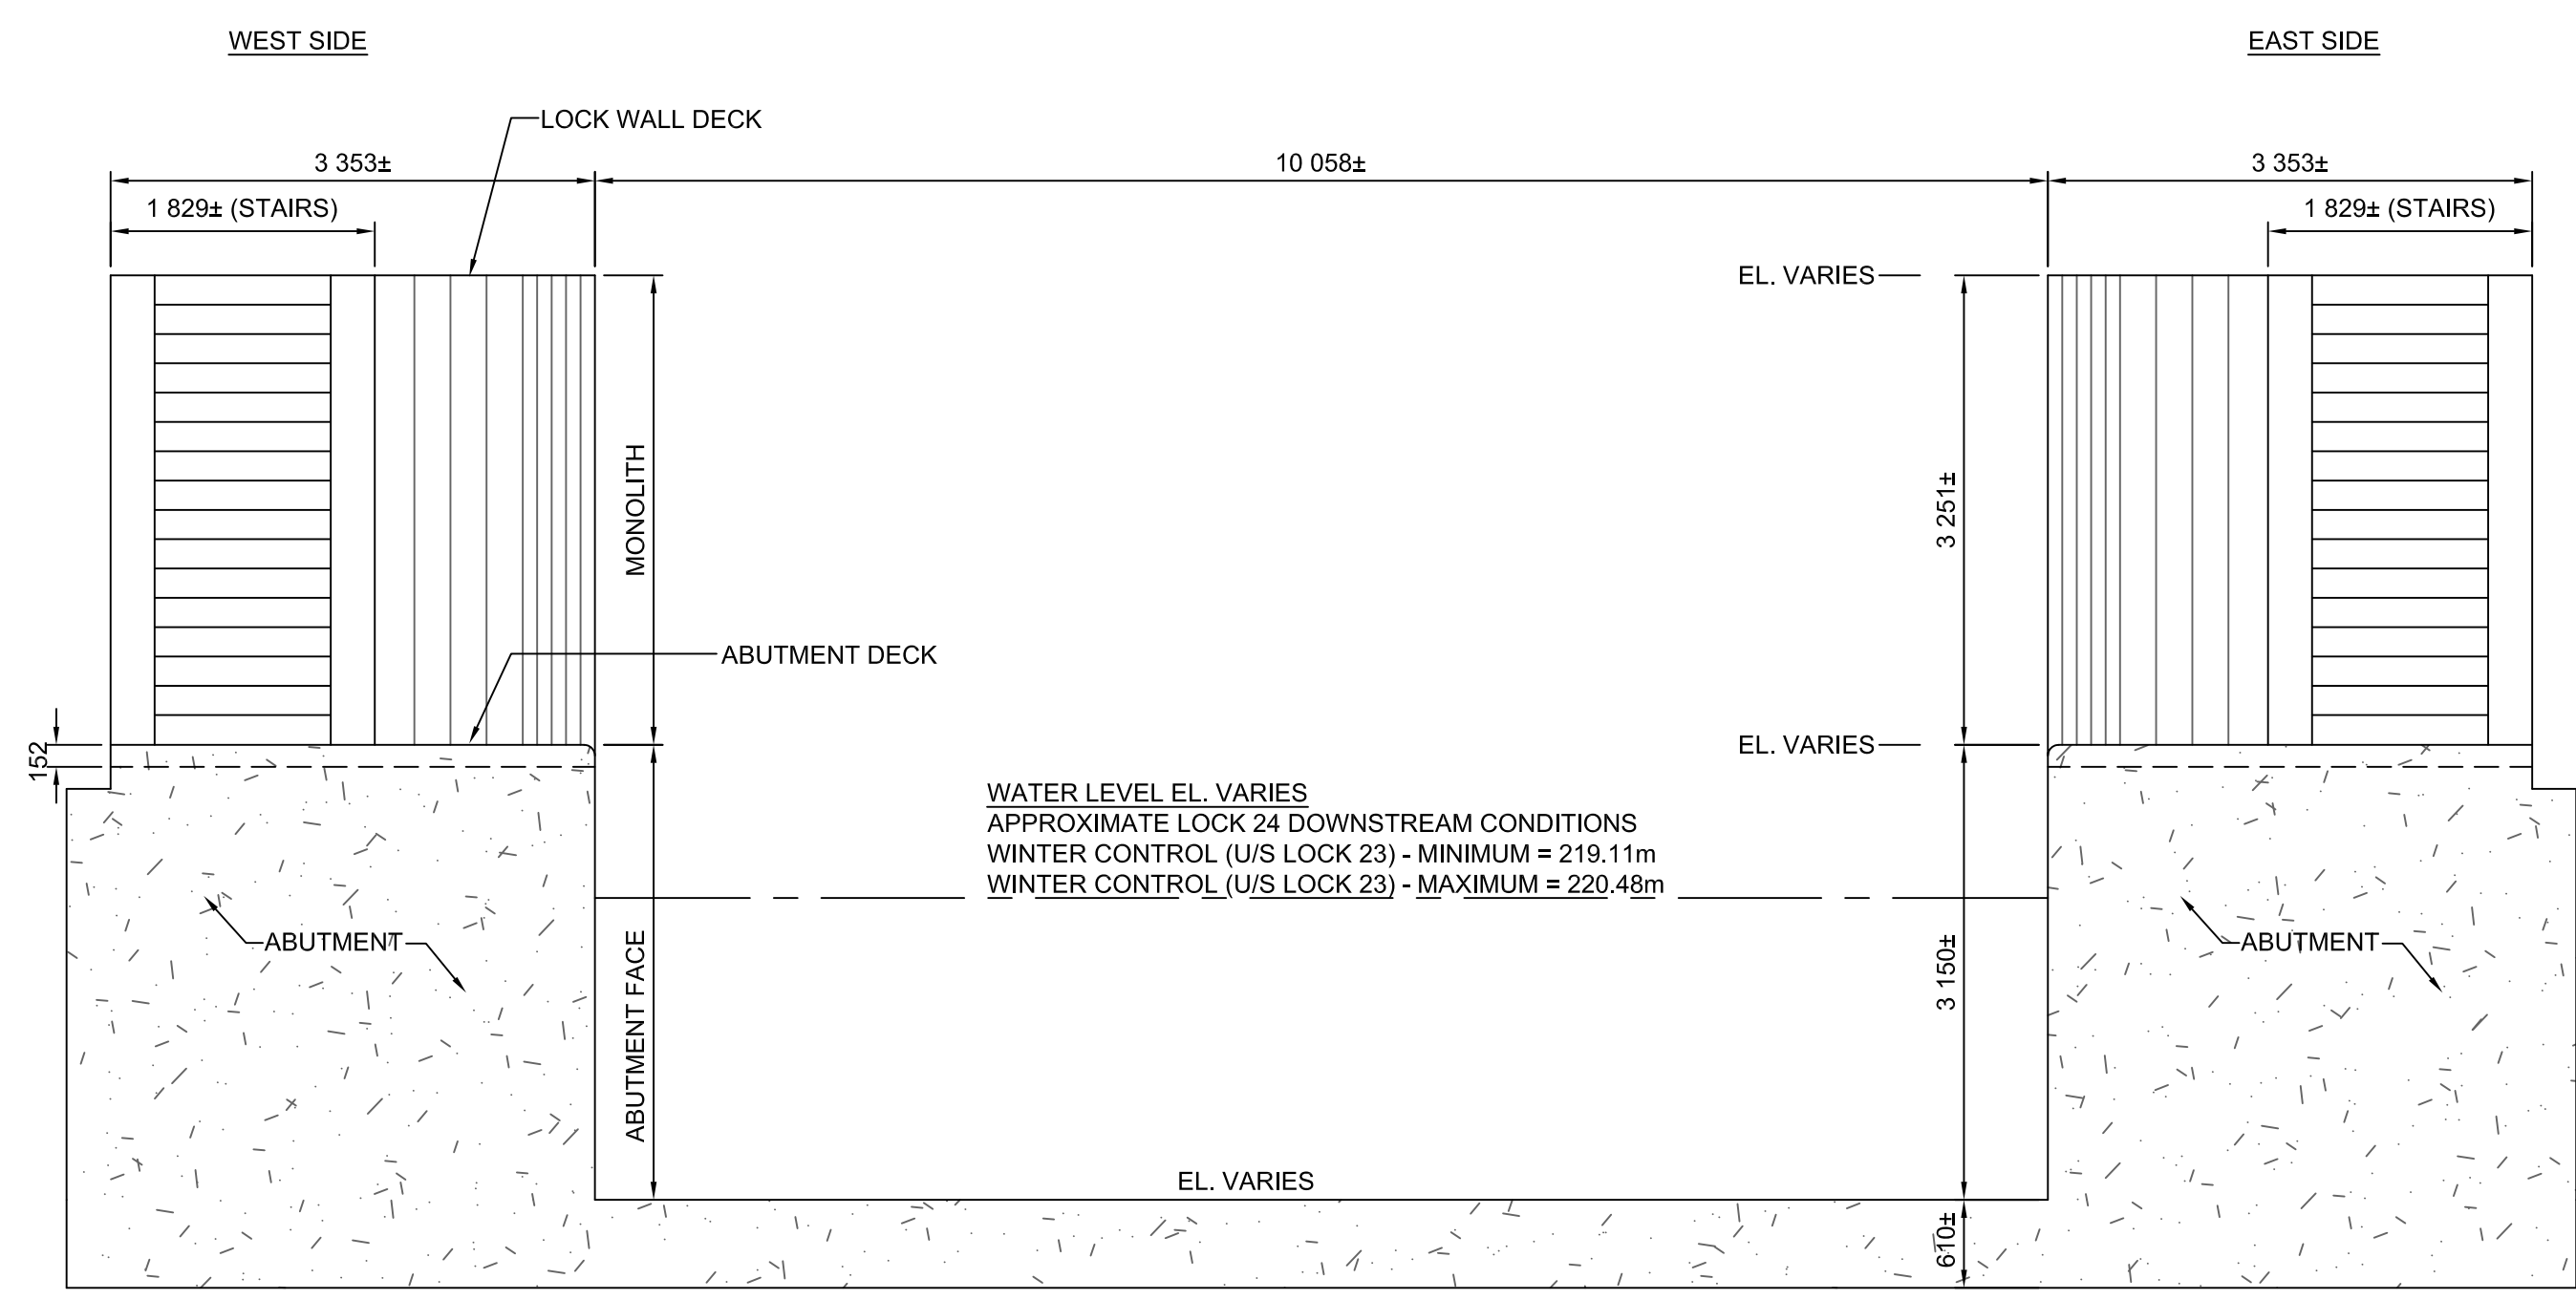 WEST SIDE
EAST SIDE
LOCK WALL DECK
3 353±
10 058±
3 353±
1 829± (STAIRS)
1 829± (STAIRS)
EL. VARIES
MONOLITH
3 251±
ABUTMENT DECK
EL. VARIES
152
WATER LEVEL EL. VARIES
APPROXIMATE LOCK 24 DOWNSTREAM CONDITIONS
WINTER CONTROL (U/S LOCK 23) - MINIMUM = 219.11m
WINTER CONTROL (U/S LOCK 23) - MAXIMUM = 220.48m
ABUTMENT
ABUTMENT
ABUTMENT FACE
3 150±
EL. VARIES
610±